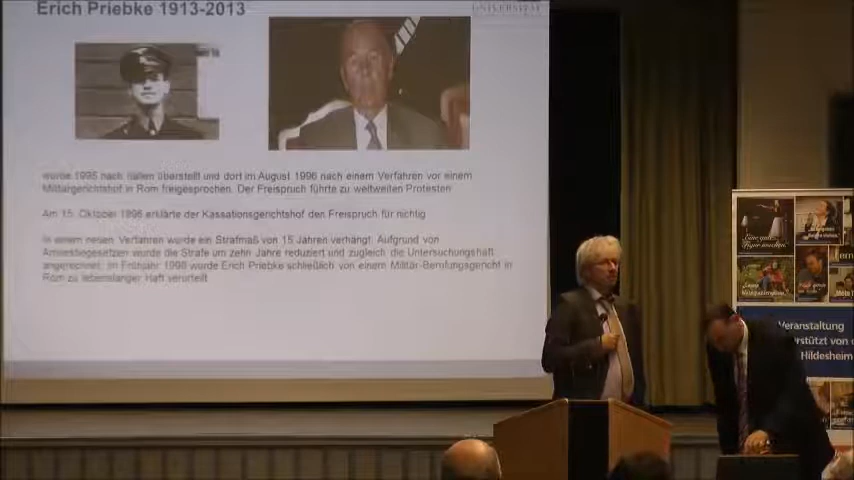 Erich Priebke 1913-2013
UNIVERSITÄT
wurde 1995 nach Italien überstellt und dort im August 1996 nach einem Verfahren vor einem
Militärgerichtshof in Rom freigesprochen. Der Freispruch führte zu weltweiten Protesten
Am 15. Oktober 1996 erklärte der Kassationsgerichtshof den Freispruch für nichtig
In einem neuen Verfahren wurde ein Strafmaß von 15 Jahren verhängt. Aufgrund von
Amnestiegesetzen wurde die Strafe um zehn Jahre reduziert und zugleich die Untersuchungshaft
angerechnet. Im Frühjahr 1998 wurde Erich Priebke schließlich von einem Militär-Berufungsgericht in
Rom zu lebenslanger Haft verurteilt
Veranstaltung
rstützt von
Hildesheim